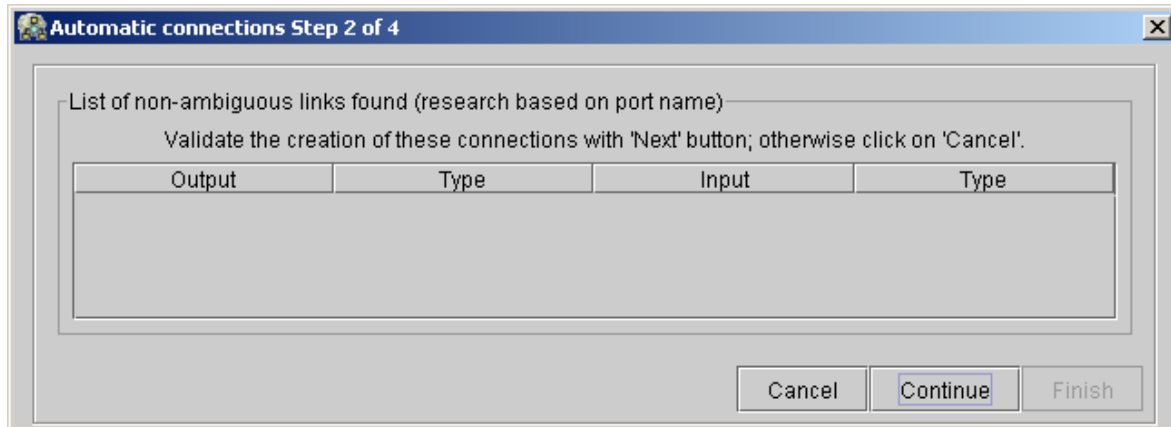 Automatic connections Step 2 of 4
List of non-ambiguous links found (research based on port name)
Validate the creation of these connections with 'Next' button; otherwise click on 'Cancel'.
Output Type Input Type
Cancel Continue Finish